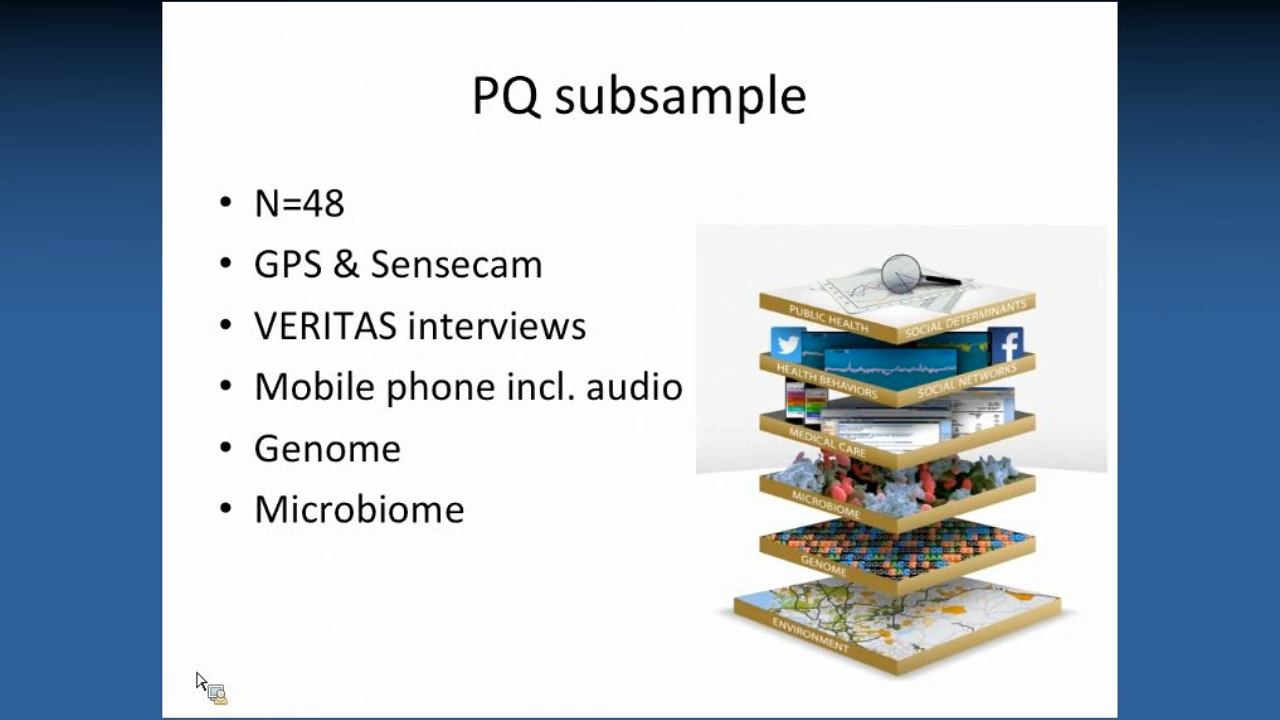 PQ subsample
• N=48
• GPS & Sensecam
• VERITAS interviews
• Mobile phone incl. audio
• Genome
• Microbiome
PUBLIC HEALTH
SOCIAL DETERMINANTS
HEALTH BEHAVIORS
SOCIAL NETWORKS
MEDICAL CARE
MICROBIOME
GENOME
ENVIRONMENT